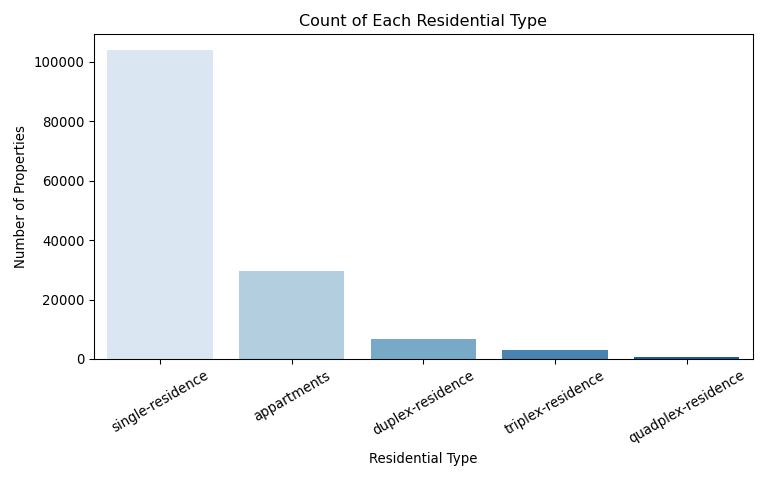 Count of Each Residential Type
Number of Properties
100000
80000
60000
40000
20000
0
single-residence
appartments
duplex-residence
triplex-residence
quadplex-residence
Residential Type